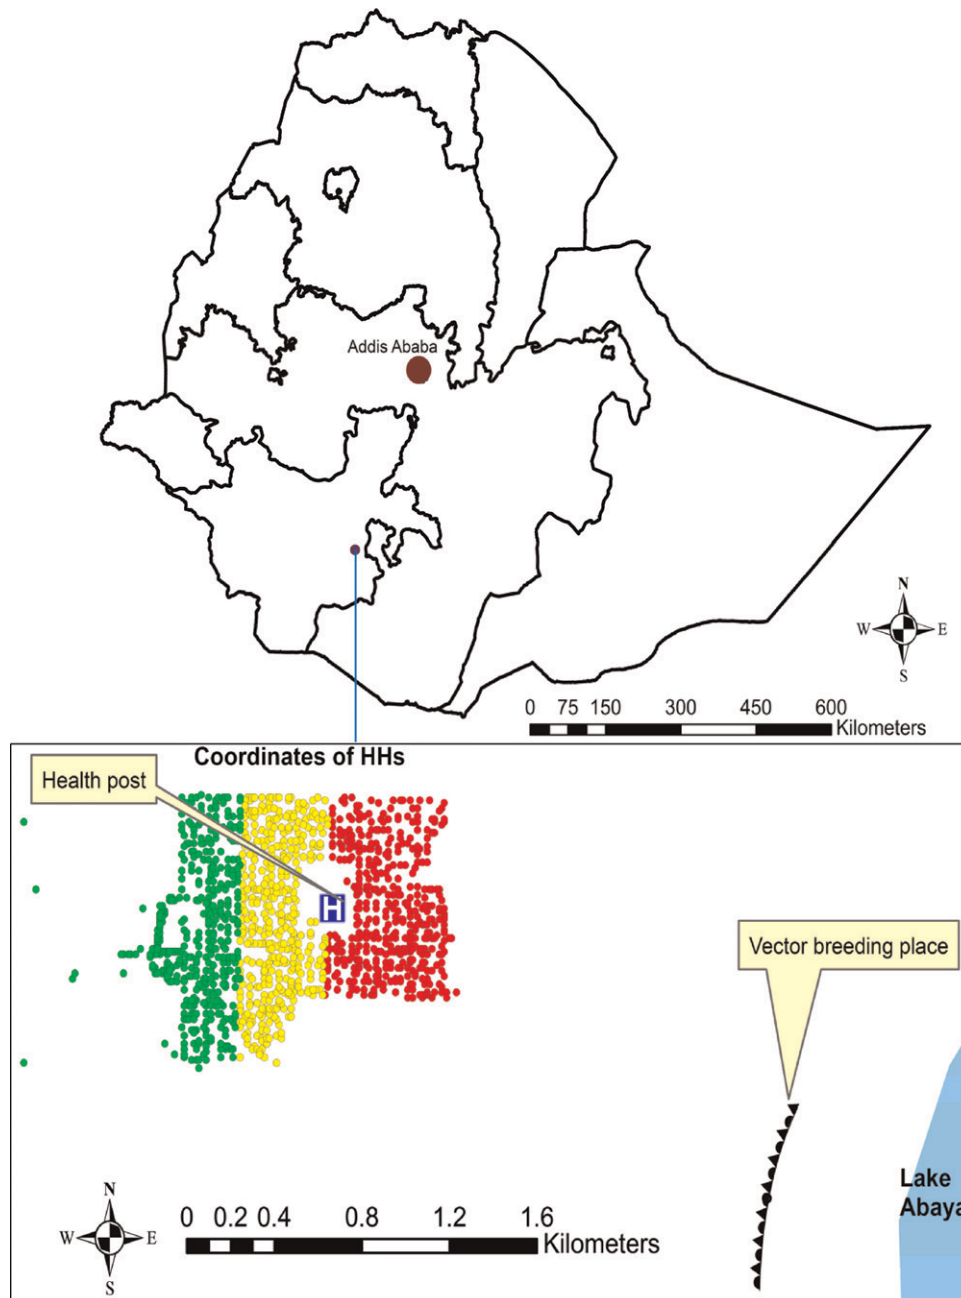 Addis Ababa
N
W E
S
0 75 150 300 450 600
Kilometers
Coordinates of HHs
Health post
H
Vector breeding place
Lake
Abaya
N
W E
S
0 0.2 0.4 0.8 1.2 1.6
Kilometers